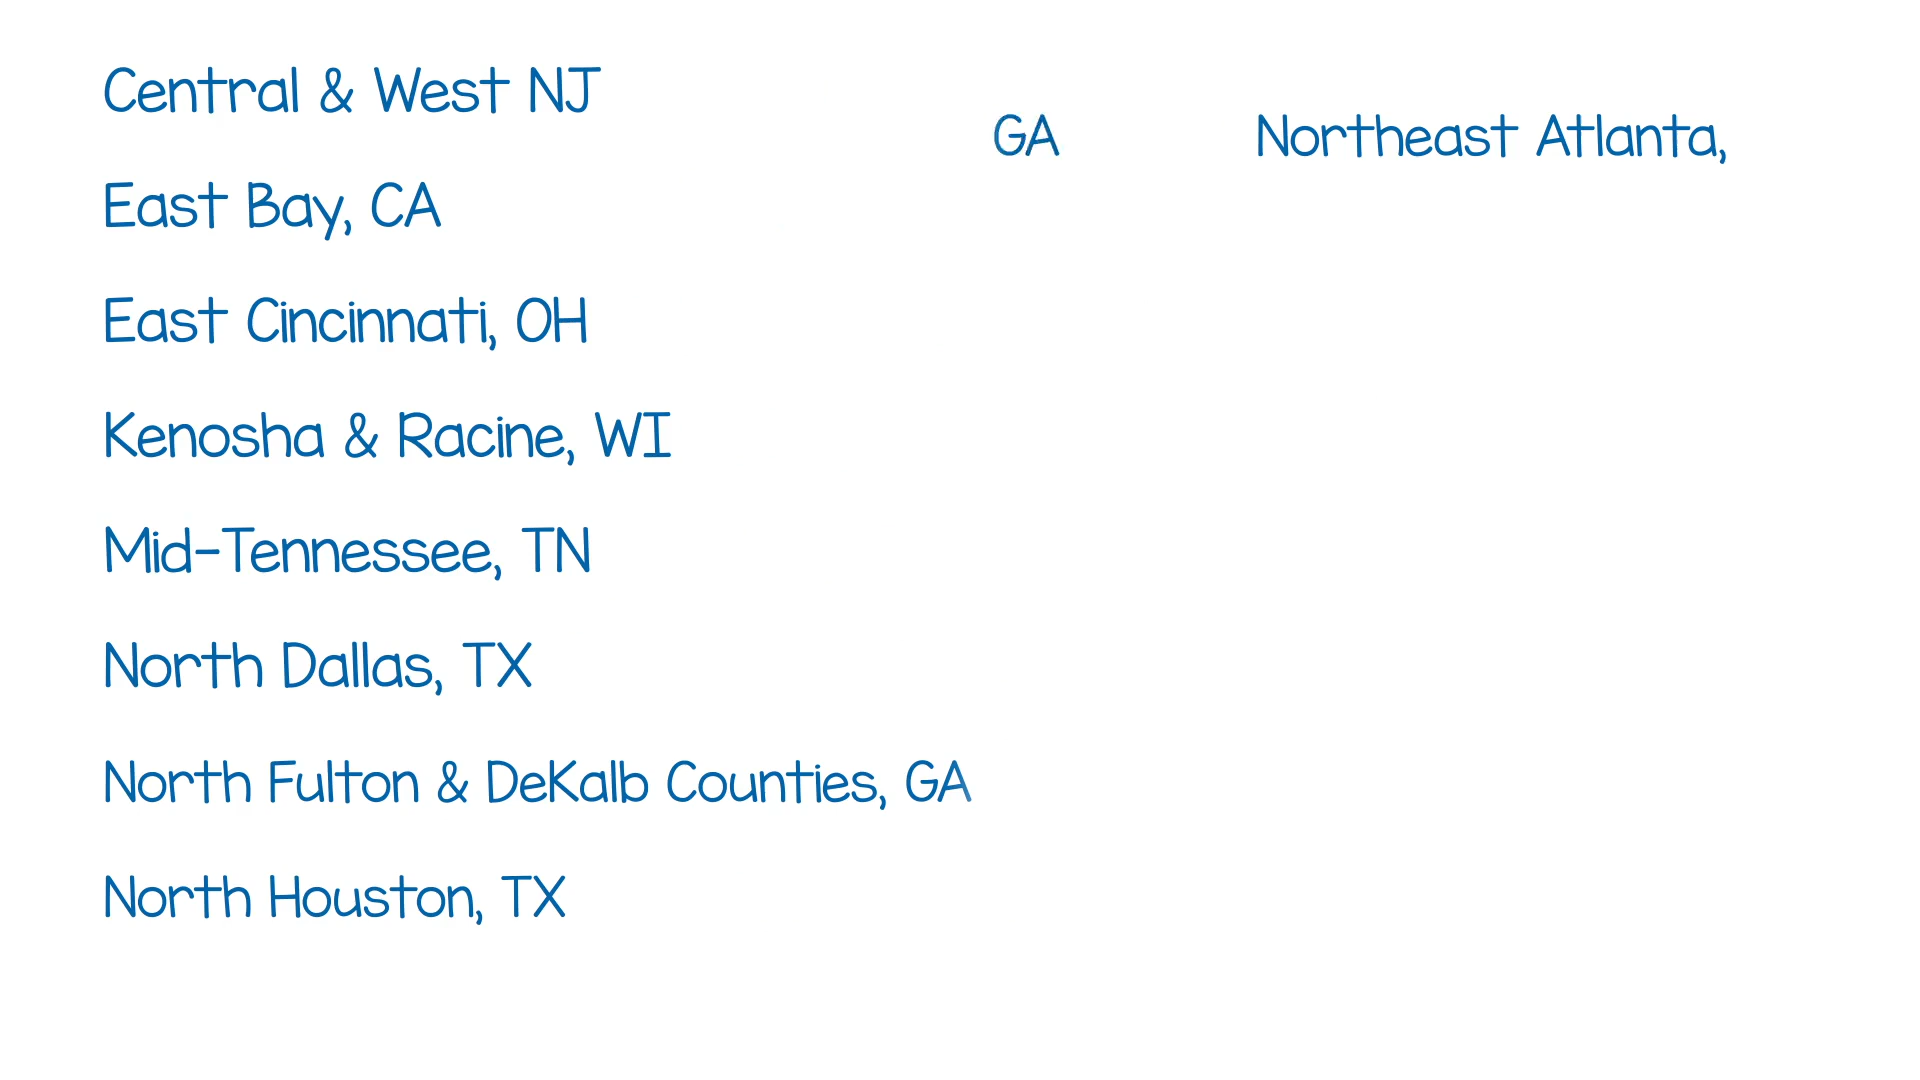 Central & West NJ
East Bay, CA
East Cincinnati, OH
Kenosha & Racine, WI
Mid-Tennessee, TN
North Dallas, TX
North Fulton & DeKalb Counties, GA
North Houston, TX
GA Northeast Atlanta,